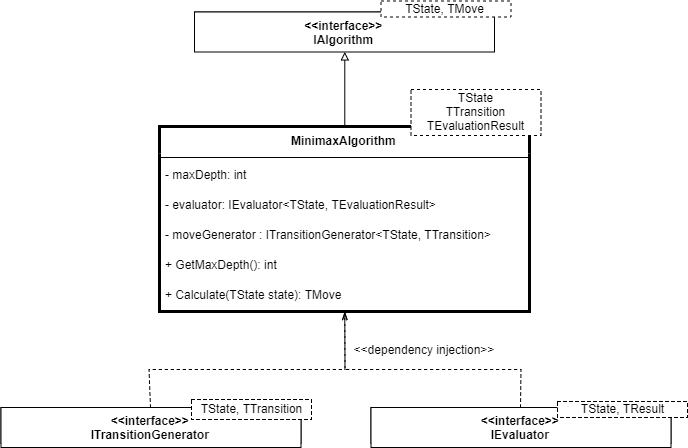 TState, TMove
<<interface>>
IAlgorithm
TState
TTransition
TEvaluationResult
MinimaxAlgorithm
- maxDepth: int
- evaluator: IEvaluator<TState, TEvaluationResult>
- moveGenerator : ITransitionGenerator<TState, TTransition>
+ GetMaxDepth(): int
+ Calculate(TState state): TMove
<<dependency injection>>
TState, TTransition
<<interface>>
ITransitionGenerator
TState, TResult
<<interface>>
IEvaluator